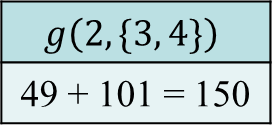 g(2,{3,4})
49 + 101 = 150